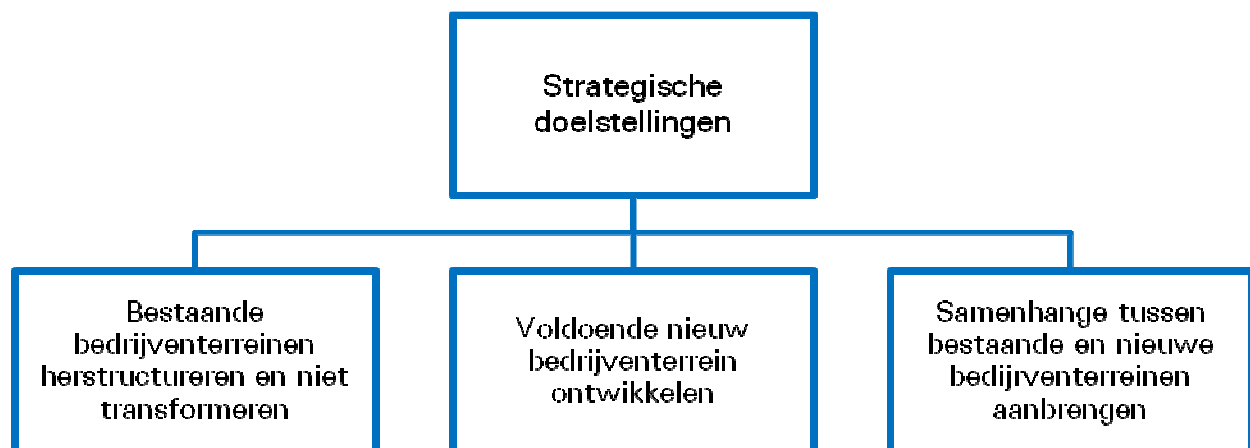 Strategische
doelstellingen
Bestaande
bedrijventerreinen
herstructureren en niet
transformeren
Voldoende nieuw
bedrijventerrein
ontwikkelen
Samenhange tussen
bestaande en nieuwe
bedijrventerreinen
aanbrengen